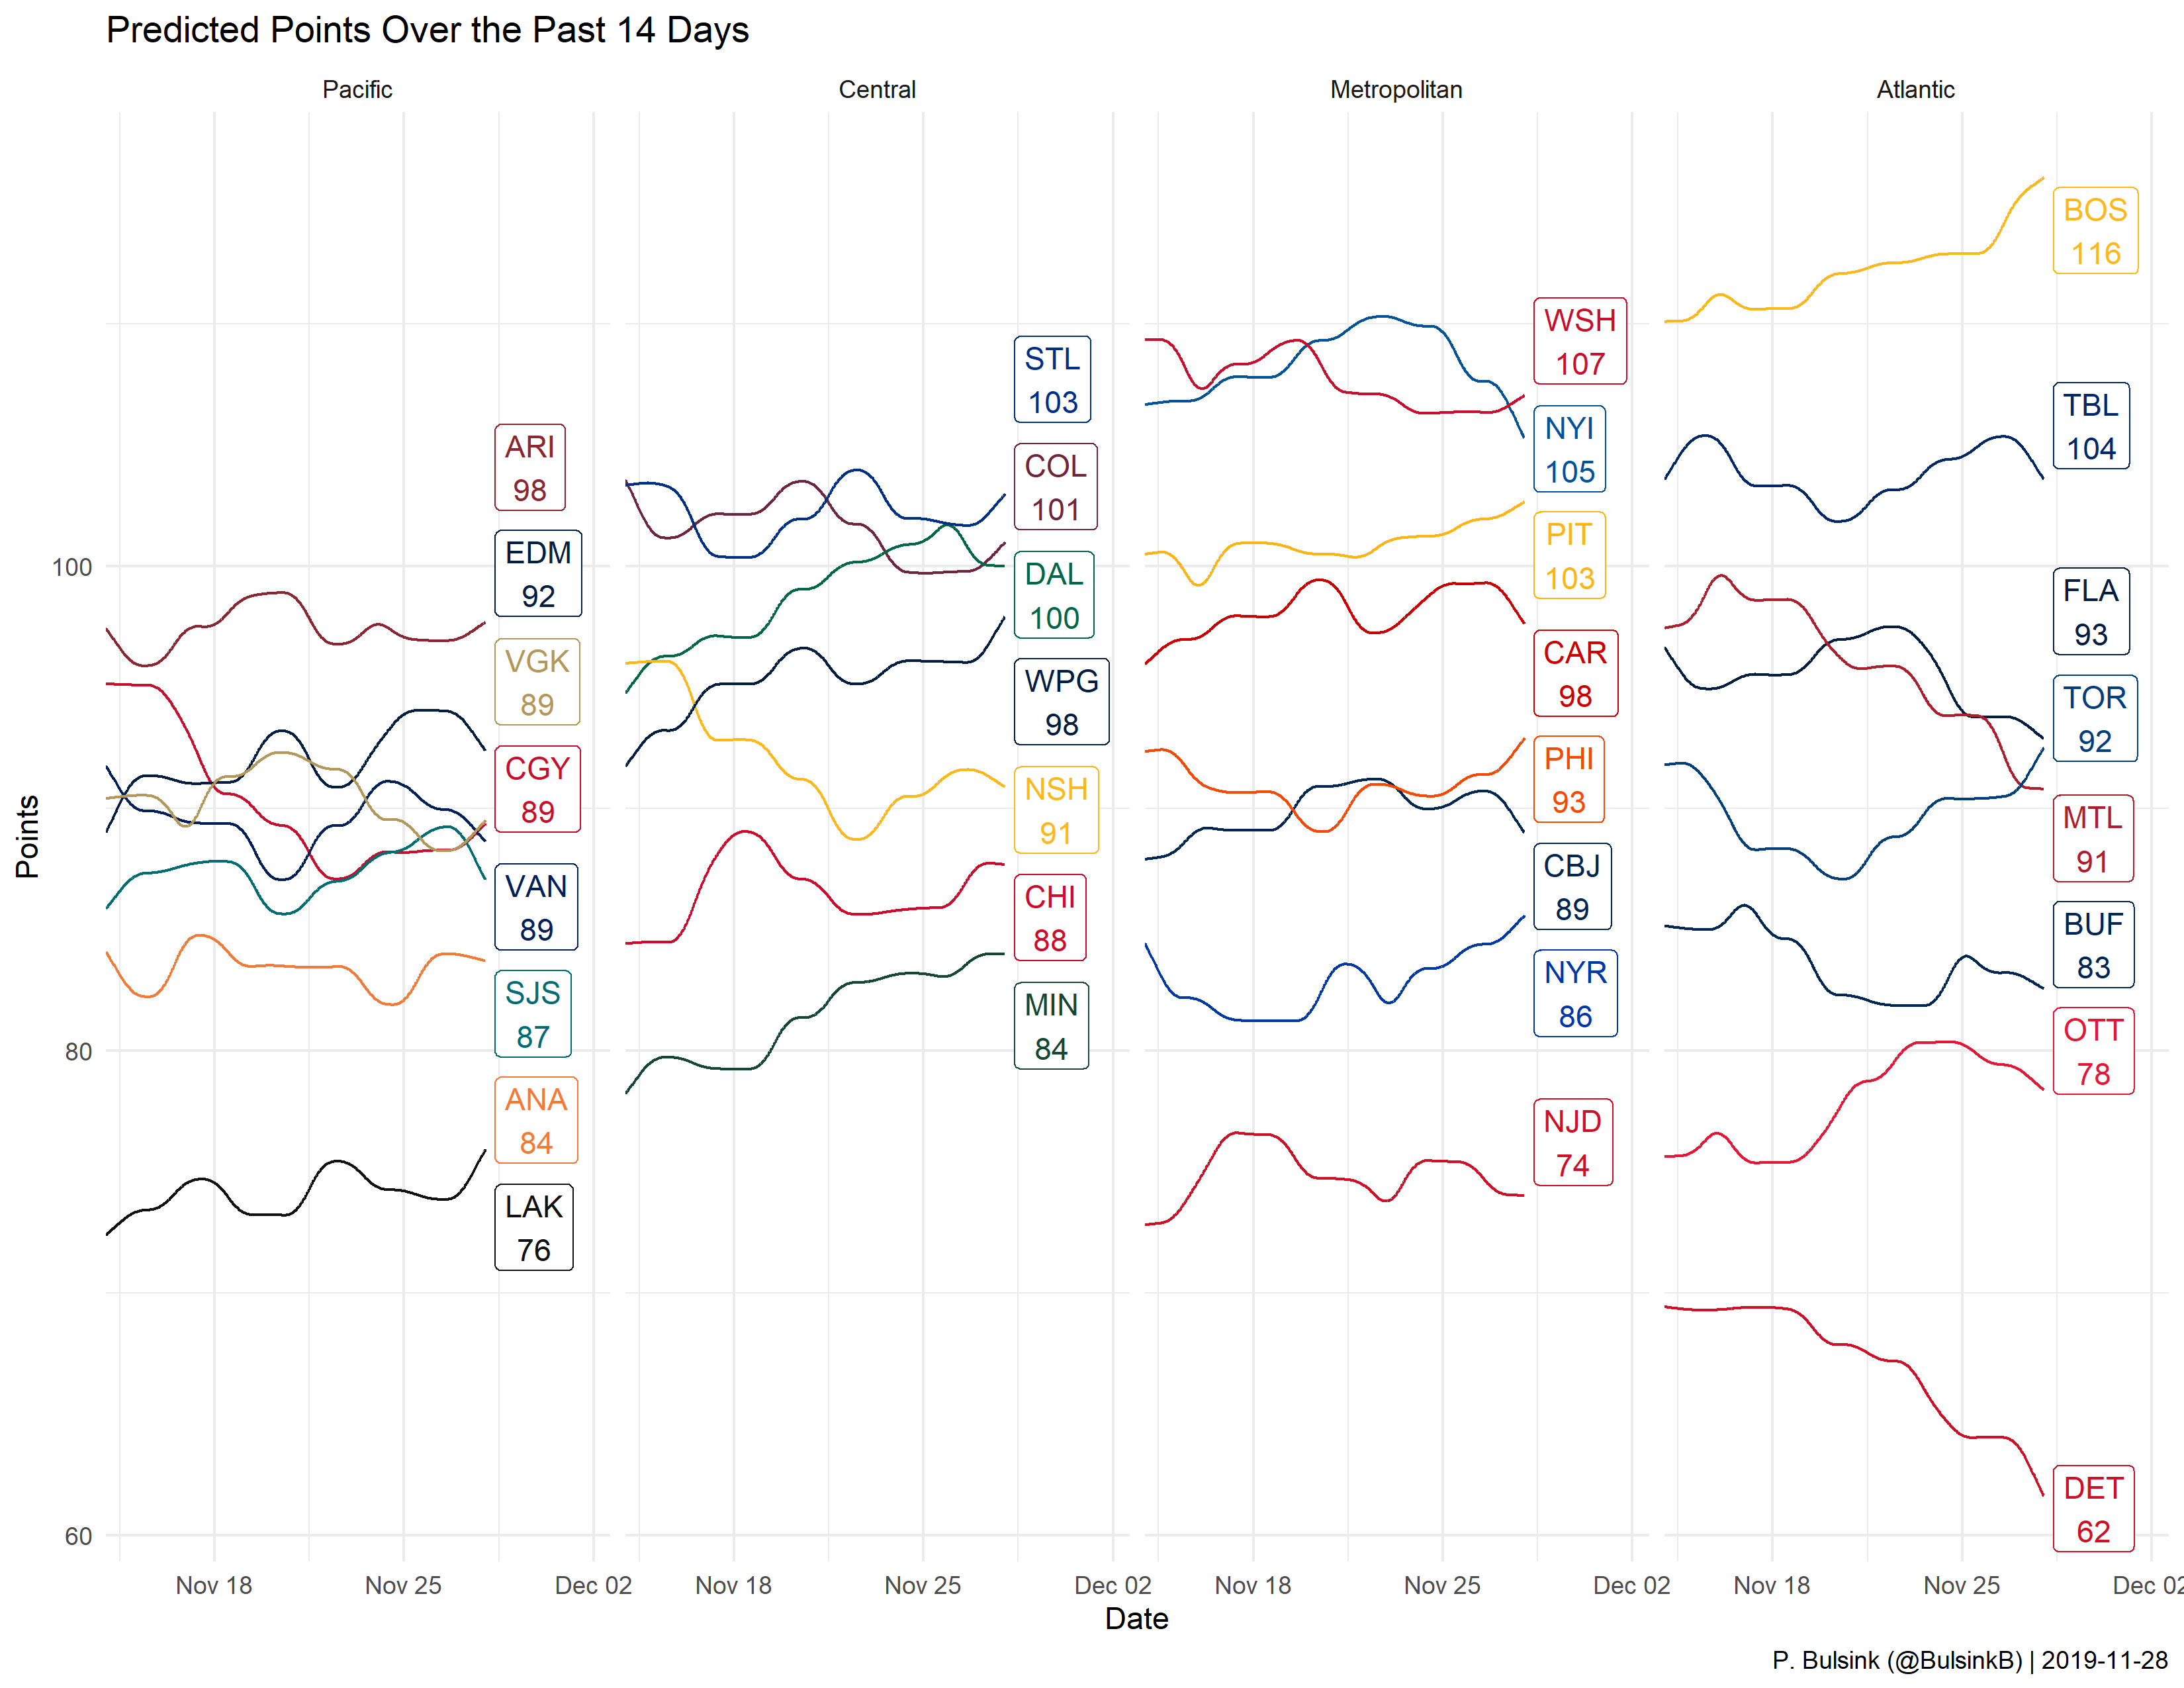 Predicted Points Over the Past 14 Days
Pacific
Central
Metropolitan
Atlantic
Points
100
80
60
ARI
98
EDM
92
VGK
89
CGY
89
VAN
89
SJS
87
ANA
84
LAK
76
STL
103
COL
101
DAL
100
WPG
98
NSH
91
CHI
88
MIN
84
WSH
107
NYI
105
PIT
103
CAR
98
PHI
93
CBJ
89
NYR
86
NJD
74
BOS
116
TBL
104
FLA
93
TOR
92
MTL
91
BUF
83
OTT
78
DET
62
Nov 18 Nov 25 Dec 02 Nov 18 Nov 25 Dec 02 Nov 18 Nov 25 Dec 02 Nov 18 Nov 25 Dec 02
Date
P. Bulsink (@BulsinkB) | 2019-11-28